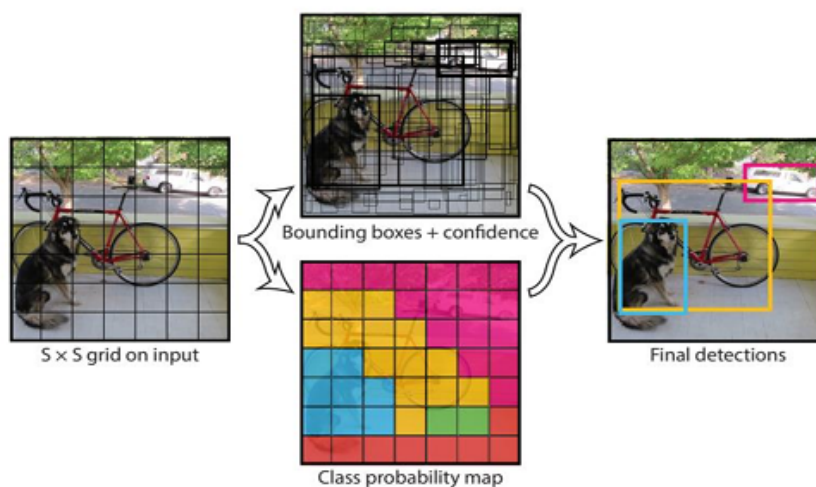 S × S grid on input
Bounding boxes + confidence
Class probability map
Final detections